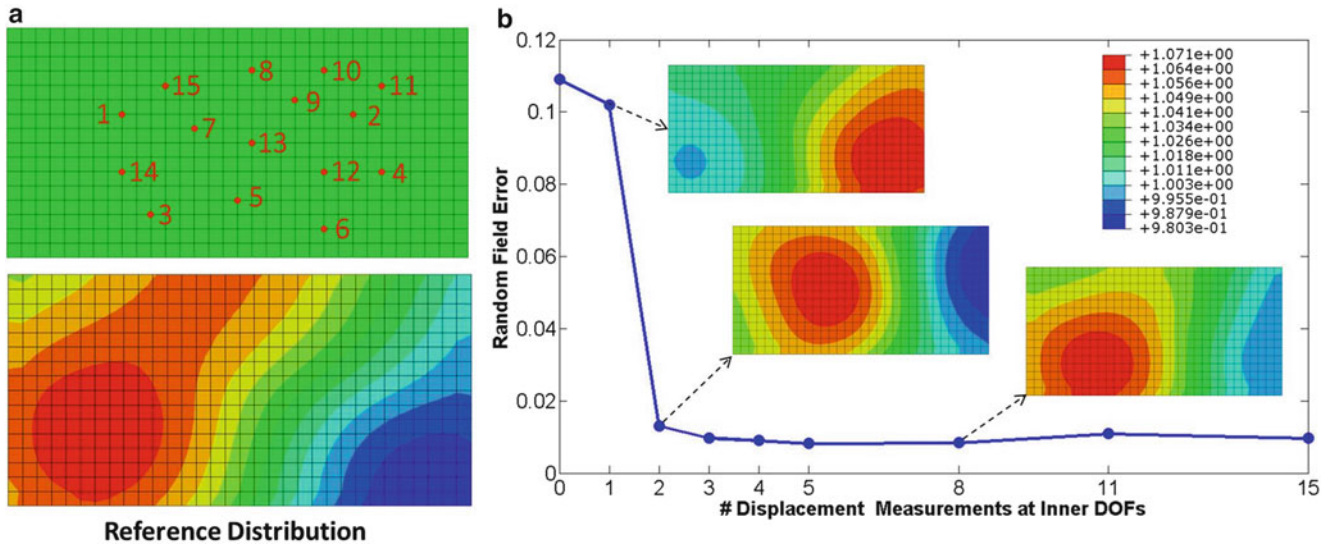 a
8
10
15
11
9
1
2
7
13
14
12
4
5
3
6
Reference Distribution
b
0.12
0.1
0.08
0.06
0.04
0.02
0
Random Field Error
+1.071e+00
+1.064e+00
+1.056e+00
+1.049e+00
+1.041e+00
+1.034e+00
+1.026e+00
+1.018e+00
+1.011e+00
+1.003e+00
+9.955e-01
+9.879e-01
+9.803e-01
0 1 2 3 4 5 8 11 15
# Displacement Measurements at Inner DOFs